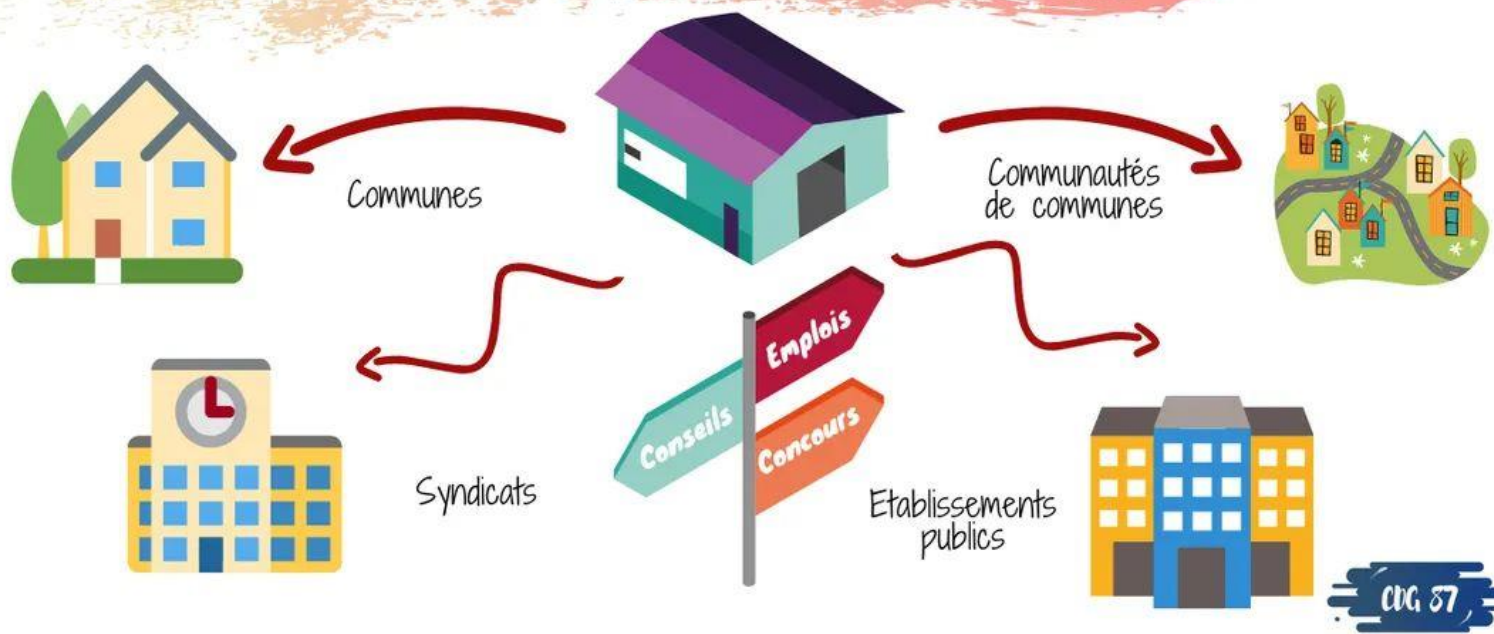 Communes
Communautés
de communes
Emplois
Conseils
Concours
Syndicats
Etablissements
publics
CDG 87